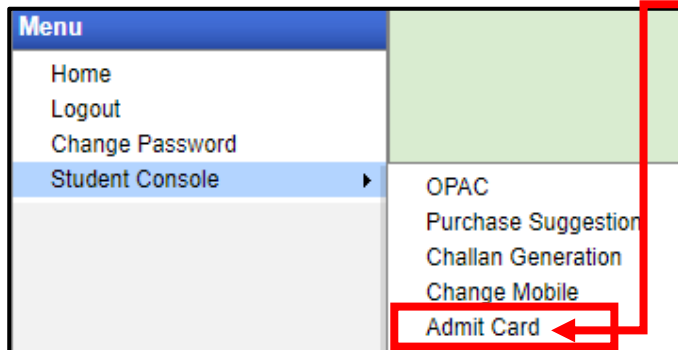 Menu
Home
Logout
Change Password
Student Console
OPAC
Purchase Suggestion
Challan Generation
Change Mobile
Admit Card